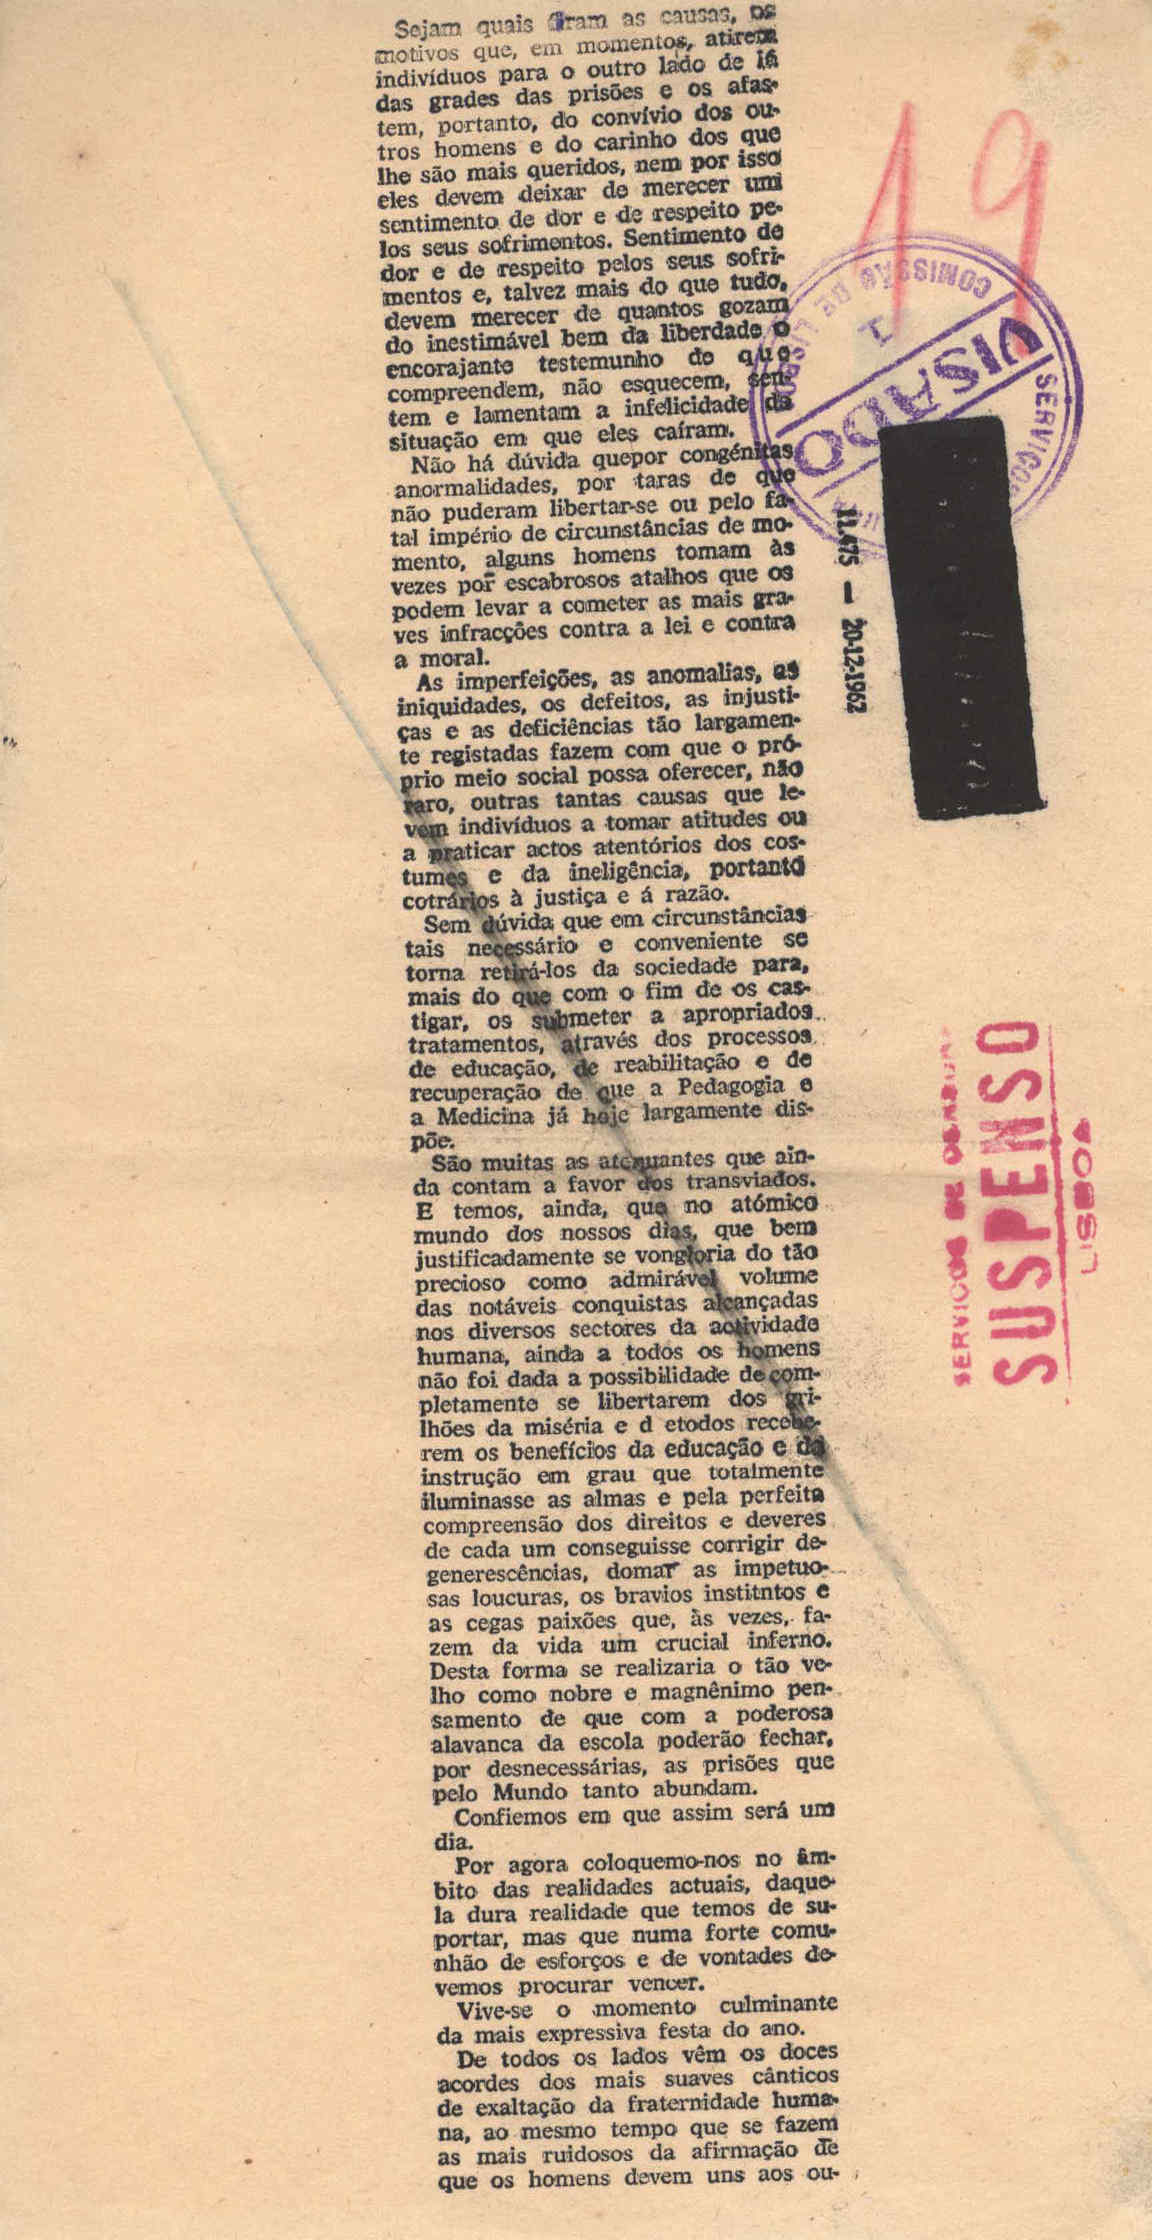 Sejam quais foram as causas, os
motivos que, em momentos, atirem
indivíduos para o outro lado de lá
das grades das prisões e os afas-
tem, portanto, do convívio dos ou-
tros homens e do carinho dos que
lhe são mais queridos, nem por isso
eles devem deixar de merecer um
sentimento de dor e de respeito pe-
los seus sofrimentos. Sentimento de
dor e de respeito pelos seus sofri-
mentos e, talvez mais do que tudo,
devem merecer de quantos gozam
do inestimável bem da liberdade o
encorajante testemunho de que
compreendem, não esquecem, sen-
tem e lamentam a infelicidade da
situação em que eles caíram.
Não há dúvida quepor congénitas
anormalidades, por taras de que
não puderam libertar-se ou pelo fa-
tal império de circunstâncias de mo-
mento, alguns homens tomam às
vezes por escabrosos atalhos que os
podem levar a cometer as mais gra-
ves infracções contra a lei e contra
a moral.
As imperfeições, as anomalias, as
iniquidades, os defeitos, as injusti-
ças e as deficiências tão largamen-
te registadas fazem com que o pró-
prio meio social possa oferecer, não
raro, outras tantas causas que le-
vem indivíduos a tomar atitudes ou
a praticar actos atentórios dos cos-
tumes e da ineligência, portanto
cotrários à justiça e á razão.
Sem dúvida que em circunstâncias
tais necessário e conveniente se
torna retirá-los da sociedade para,
mais do que com o fim de os cas-
tigar, os submeter a apropriados
tratamentos, através dos processos
de educação, de reabilitação e de
recuperação de que a Pedagogia e
a Medicina já hoje largamente dis-
põe.
São muitas as atenuantes que ain-
da contam a favor dos transviados.
E temos, ainda, que no atómico
mundo dos nossos dias, que bem
justificadamente se vongloria do tão
precioso como admirável volume
das notáveis conquistas alcançadas
nos diversos sectores da actividade
humana, ainda a todos os homens
não foi dada a possibilidade de com-
pletamente se libertarem dos gri-
lhões da miséria e d etodos recebe-
rem os benefícios da educação e da
instrução em grau que totalmente
iluminasse as almas e pela perfeita
compreensão dos direitos e deveres
de cada um conseguisse corrigir de-
generescências, domar as impetuo-
sas loucuras, os bravios institntos e
as cegas paixões que, às vezes, fa-
zem da vida um crucial inferno.
Desta forma se realizaria o tão ve-
lho como nobre e magnênimo pen-
samento de que com a poderosa
alavanca da escola poderão fechar,
por desnecessárias, as prisões que
pelo Mundo tanto abundam.
Confiemos em que assim será um
dia.
Por agora coloquemo-nos no âm-
bito das realidades actuais, daque-
la dura realidade que temos de su-
portar, mas que numa forte comu-
nhão de esforços e de vontades de-
vemos procurar vencer.
Vive-se o momento culminante
da mais expressiva festa do ano.
De todos os lados vêm os doces
acordes dos mais suaves cânticos
de exaltação da fraternidade huma-
na, ao mesmo tempo que se fazem
as mais ruidosos da afirmação de
que os homens devem uns aos ou-
19
COMISSÃO DE LISBOA
1
VISADO
SERVIÇOS
11.475 — 20-12-1962
SERVIÇOS DE CENSURA
SUSPENSO
LISBOA